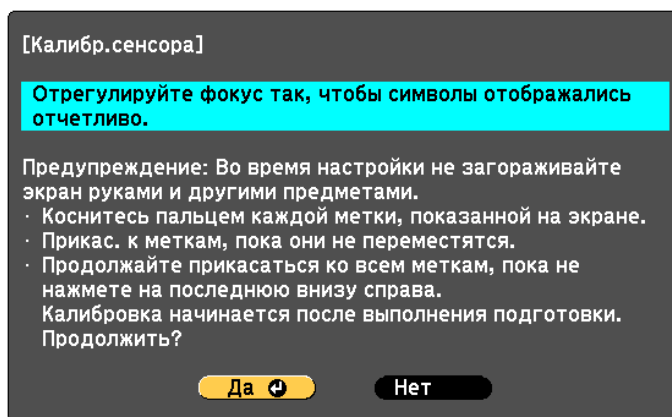 [Калибр.сенсора]
Отрегулируйте фокус так, чтобы символы отображались
отчетливо.
Предупреждение: Во время настройки не загораживайте
экран руками и другими предметами.
· Коснитесь пальцем каждой метки, показанной на экране.
· Прикас. к меткам, пока они не переместятся.
· Продолжайте прикасаться ко всем меткам, пока не
нажмете на последнюю внизу справа.
Калибровка начинается после выполнения подготовки.
Продолжить?
Да Нет